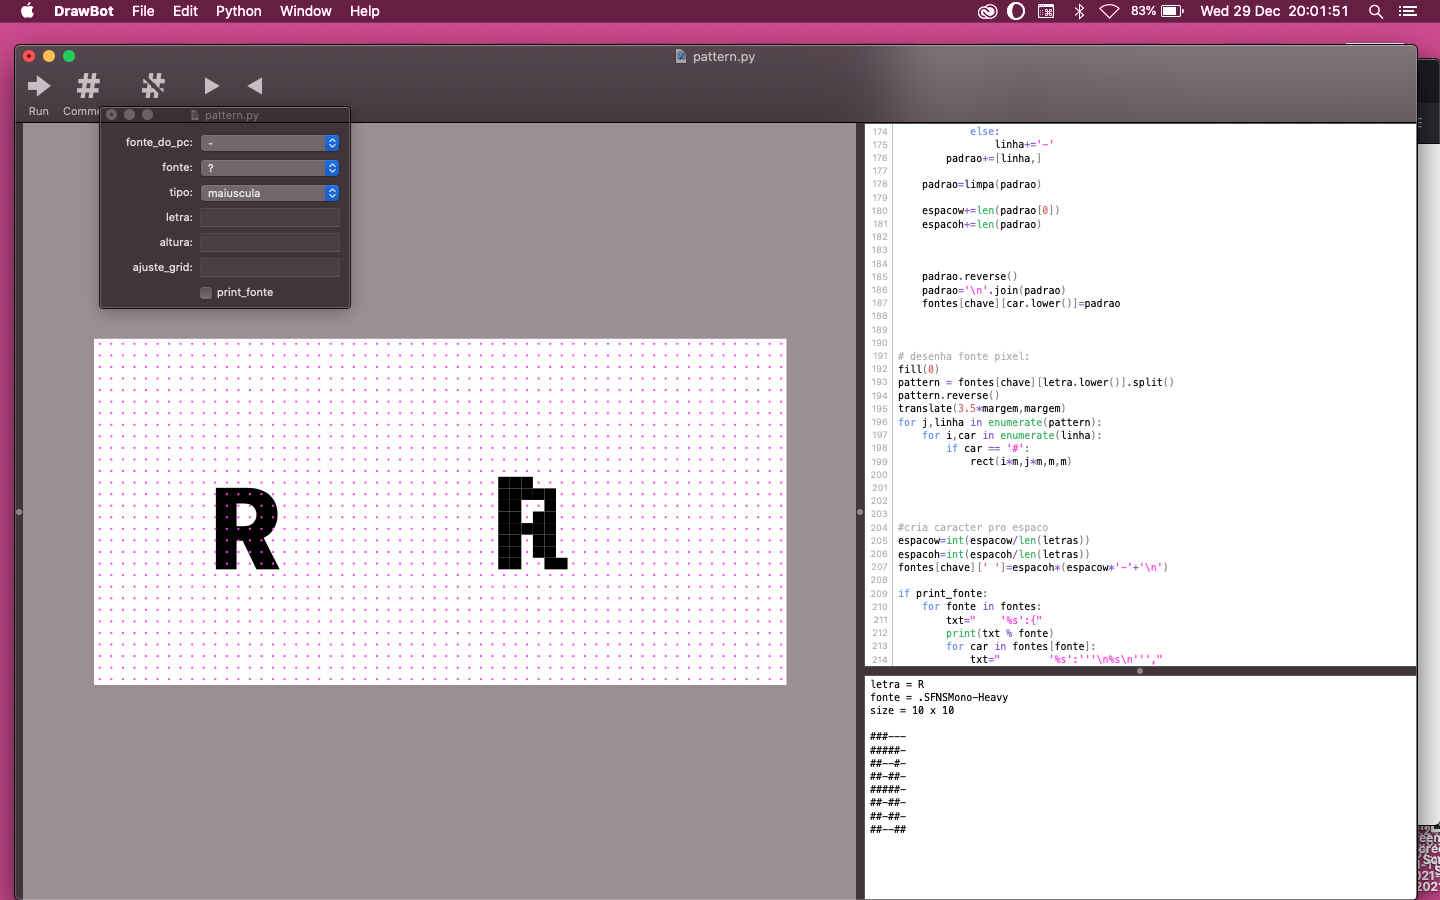 DrawBot File Edit Python Window Help
83% Wed 29 Dec 20:01:51
pattern.py
Run
Comme
pattern.py
fonte_do_pc: -
fonte: ?
tipo: maiuscula
letra:
altura:
ajuste_grid:
print_fonte
R
174 else:
175 linha+='-'
176 padrao+=[linha,]
177
178 padrao=limpa(padrao)
179
180 espacow+=len(padrao[0])
181 espacoh+=len(padrao)
182
183
184
185 padrao.reverse()
186 padrao='\n'.join(padrao)
187 fontes[chave][car.lower()]=padrao
188
189
190
191 # desenha fonte pixel:
192 fill(0)
193 pattern = fontes[chave][letra.lower()].split()
194 pattern.reverse()
195 translate(3.5*margem,margem)
196 for j,linha in enumerate(pattern):
197 for i,car in enumerate(linha):
198 if car == '#':
199 rect(i*m,j*m,m,m)
200
201
202
203
204 #cria caracter pro espaco
205 espacow=int(espacow/len(letras))
206 espacoh=int(espacoh/len(letras))
207 fontes[chave][' ']=espacoh*(espacow*'-'+'\n')
208
209 if print_fonte:
210 for fonte in fontes:
211 txt="    '%s':{"
212 print(txt % fonte)
213 for car in fontes[fonte]:
214 txt="        '%s':'''\n%s\n''',"
letra = R
fonte = .SFNSMono-Heavy
size = 10 x 10
###---
#####-
##--#-
##-##-
#####-
##-##-
##-##-
##--##